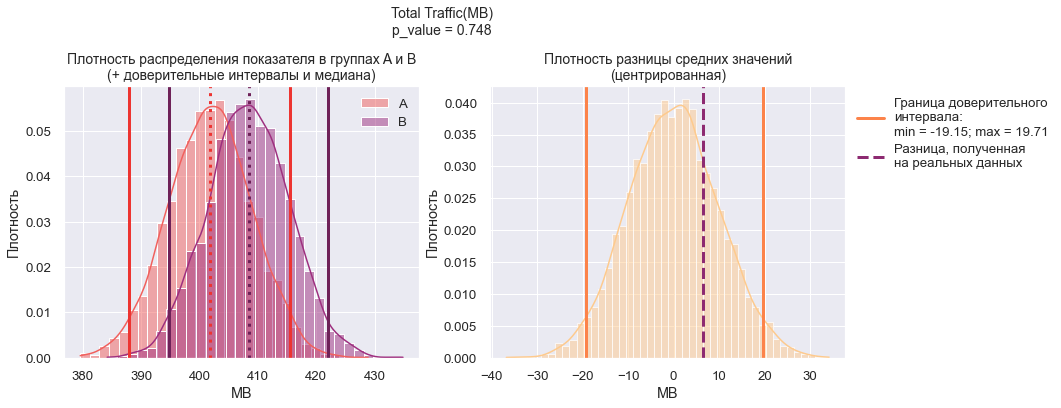 Total Traffic(MB)
p_value = 0.748
Плотность распределения показателя в группах A и B
(+ доверительные интервалы и медиана)
A
B
Плотность
0.00
0.01
0.02
0.03
0.04
0.05
380
390
400
410
420
430
MB
Плотность разницы средних значений
(центрированная)
Плотность
0.000
0.005
0.010
0.015
0.020
0.025
0.030
0.035
0.040
−40
−30
−20
−10
0
10
20
30
MB
Граница доверительного
интервала:
min = -19.15; max = 19.71
Разница, полученная
на реальных данных